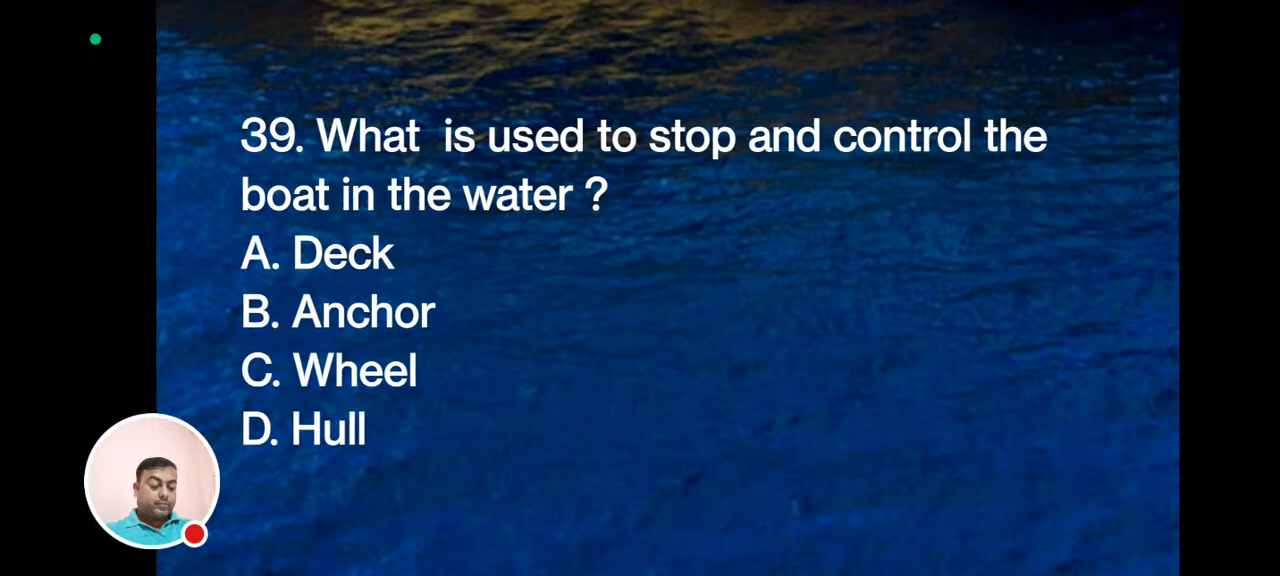 39. What  is used to stop and control the
boat in the water ?
A. Deck
B. Anchor
C. Wheel
D. Hull